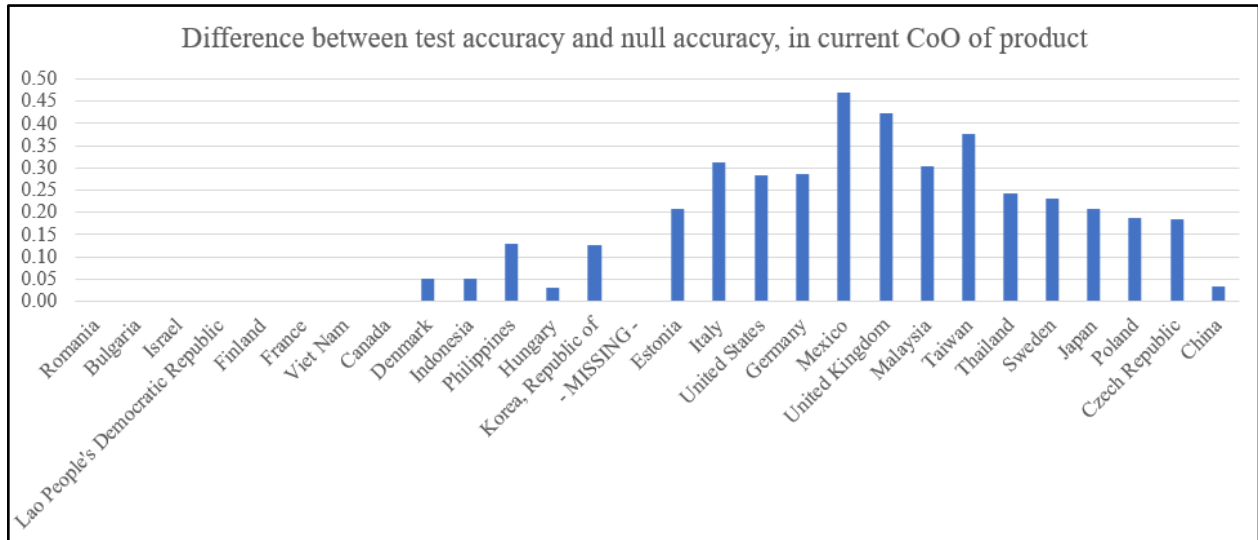 Difference between test accuracy and null accuracy, in current CoO of product
0.50
0.45
0.40
0.35
0.30
0.25
0.20
0.15
0.10
0.05
0.00
Romania
Bulgaria
Israel
Lao People's Democratic Republic
Finland
France
Viet Nam
Canada
Denmark
Indonesia
Philippines
Hungary
Korea, Republic of
- MISSING -
Estonia
Italy
United States
Germany
Mexico
United Kingdom
Malaysia
Taiwan
Thailand
Sweden
Japan
Poland
Czech Republic
China